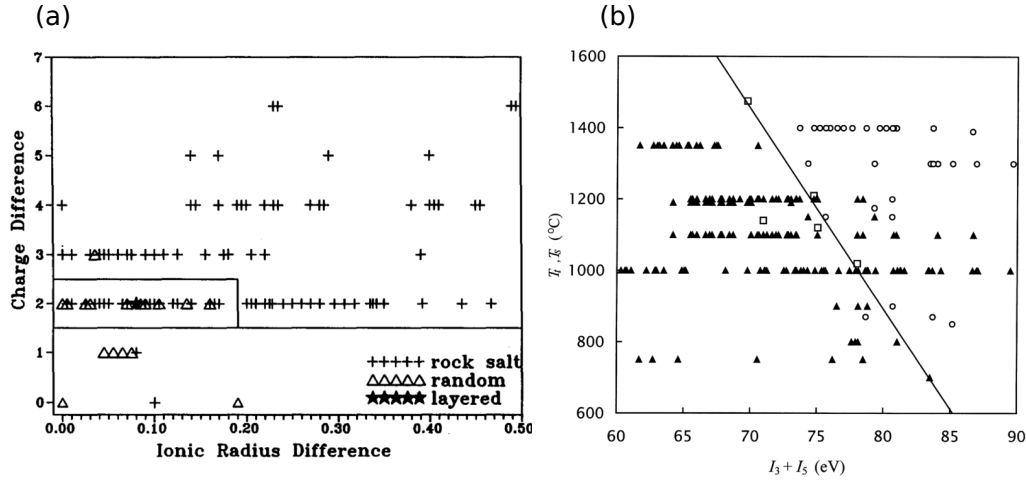 (a)
(b)
7
6
5
4
3
2
1
0
Charge Difference
0.00 0.10 0.20 0.30 0.40 0.50
Ionic Radius Difference
rock salt
random
layered
1600
1400
1200
1000
800
600
(°C)
60 65 70 75 80 85 90
I₃ + I₅ (eV)